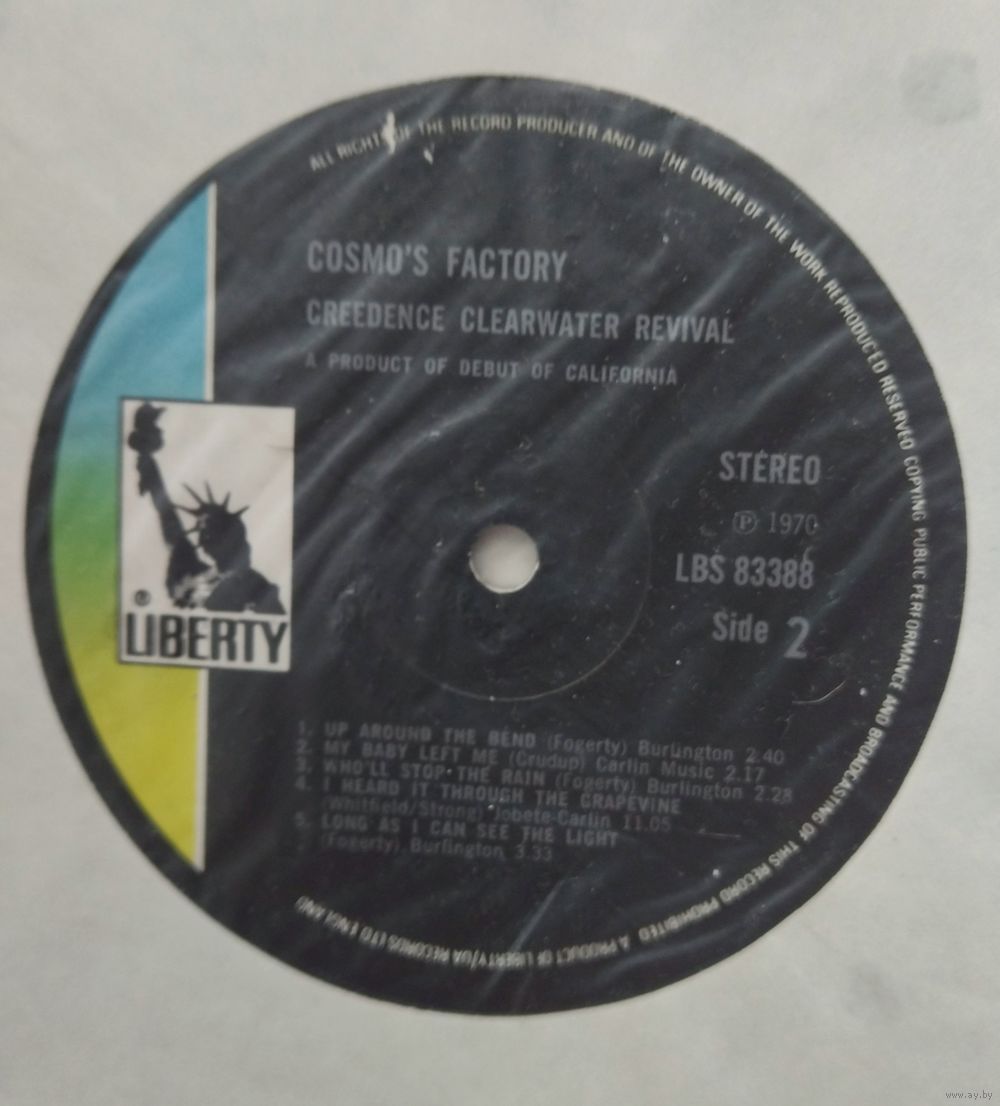 ALL RIGHTS OF THE RECORD PRODUCER AND OF THE OWNER OF THE WORK REPRODUCED RESERVED COPYING PUBLIC PERFORMANCE AND BROADCASTING OF THIS RECORD PROHIBITED A PRODUCT OF LIBERTY/UA RECORDS LTD ENGLAND
COSMO'S FACTORY
CREEDENCE CLEARWATER REVIVAL
A PRODUCT OF DEBUT OF CALIFORNIA
STEREO
℗ 1970
LBS 83388
Side 2
®
LIBERTY
1. UP AROUND THE BEND (Fogerty) Burlington 2.40
2. MY BABY LEFT ME (Crudup) Carlin Music 2.17
3. WHO'LL STOP THE RAIN (Fogerty) Burlington 2.28
4. I HEARD IT THROUGH THE GRAPEVINE
(Whitfield/Strong) Jobete-Carlin 11.05
5. LONG AS I CAN SEE THE LIGHT
(Fogerty) Burlington 3.33
www.ay.by